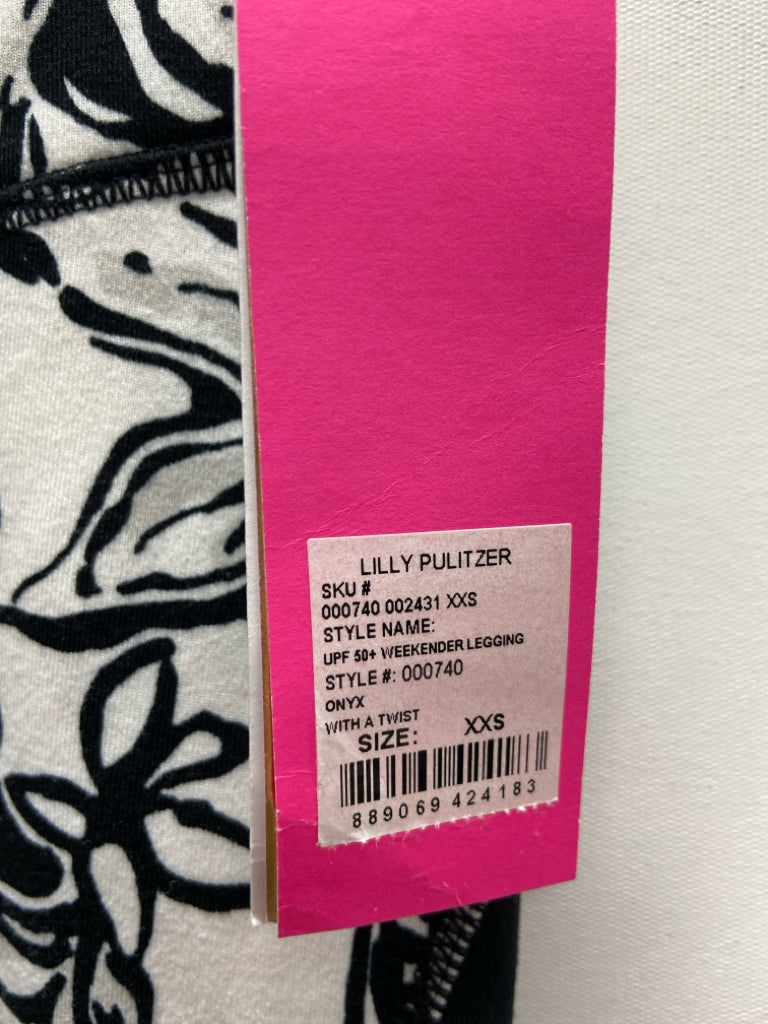 LILLY PULITZER
SKU #
000740 002431 XXS
STYLE NAME:
UPF 50+ WEEKENDER LEGGING
STYLE #: 000740
ONYX
WITH A TWIST
SIZE: XXS
889069 424183